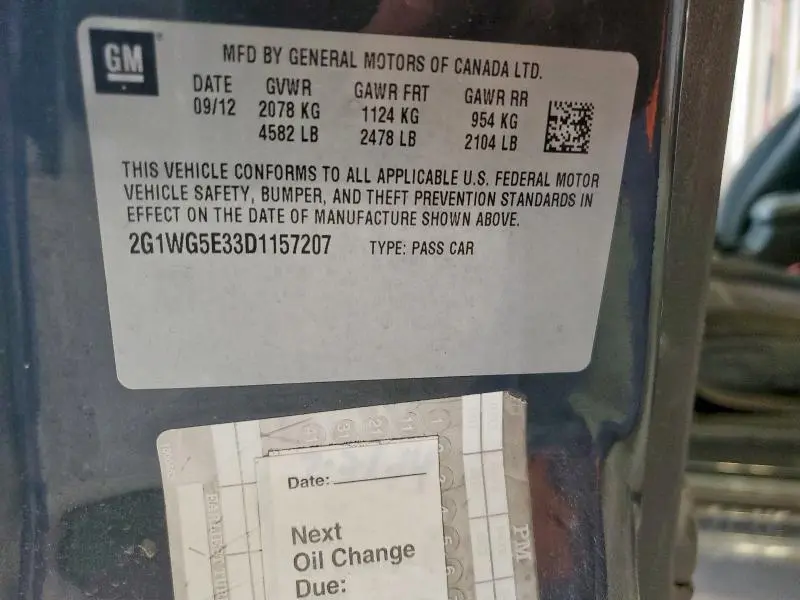 GM
MFD BY GENERAL MOTORS OF CANADA LTD.
DATE GVWR GAWR FRT GAWR RR
09/12 2078 KG 1124 KG 954 KG
4582 LB 2478 LB 2104 LB
THIS VEHICLE CONFORMS TO ALL APPLICABLE U.S. FEDERAL MOTOR
VEHICLE SAFETY, BUMPER, AND THEFT PREVENTION STANDARDS IN
EFFECT ON THE DATE OF MANUFACTURE SHOWN ABOVE.
2G1WG5E33D1157207 TYPE: PASS CAR
Date:
Next
Oil Change
Due:
PM